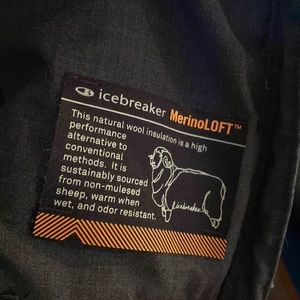 icebreaker MerinoLOFT™
This natural wool insulation is a high
performance
alternative to
conventional
methods. It is
sustainably sourced
from non-mulesed
sheep, warm when
wet, and odor resistant.
icebreaker